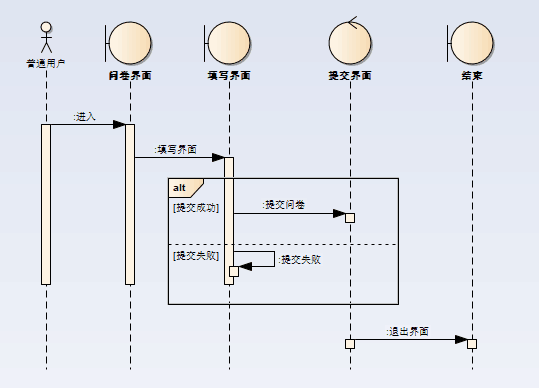 普通用户
问卷界面
填写界面
提交界面
结束
:进入
:填写界面
alt
[提交成功]
:提交问卷
[提交失败]
:提交失败
:退出界面